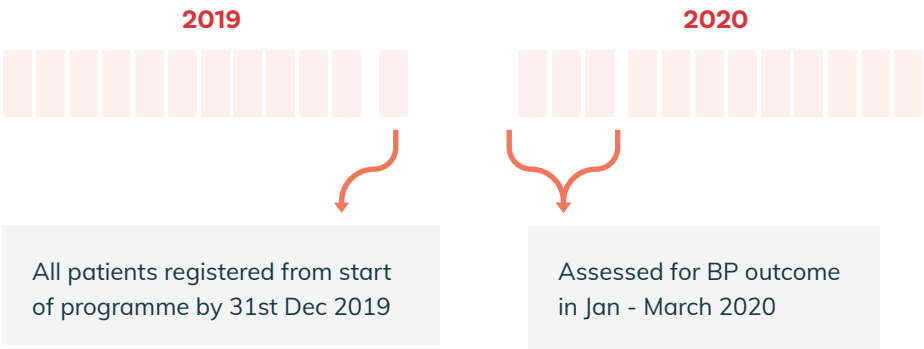 2019
2020
All patients registered from start
of programme by 31st Dec 2019
Assessed for BP outcome
in Jan - March 2020